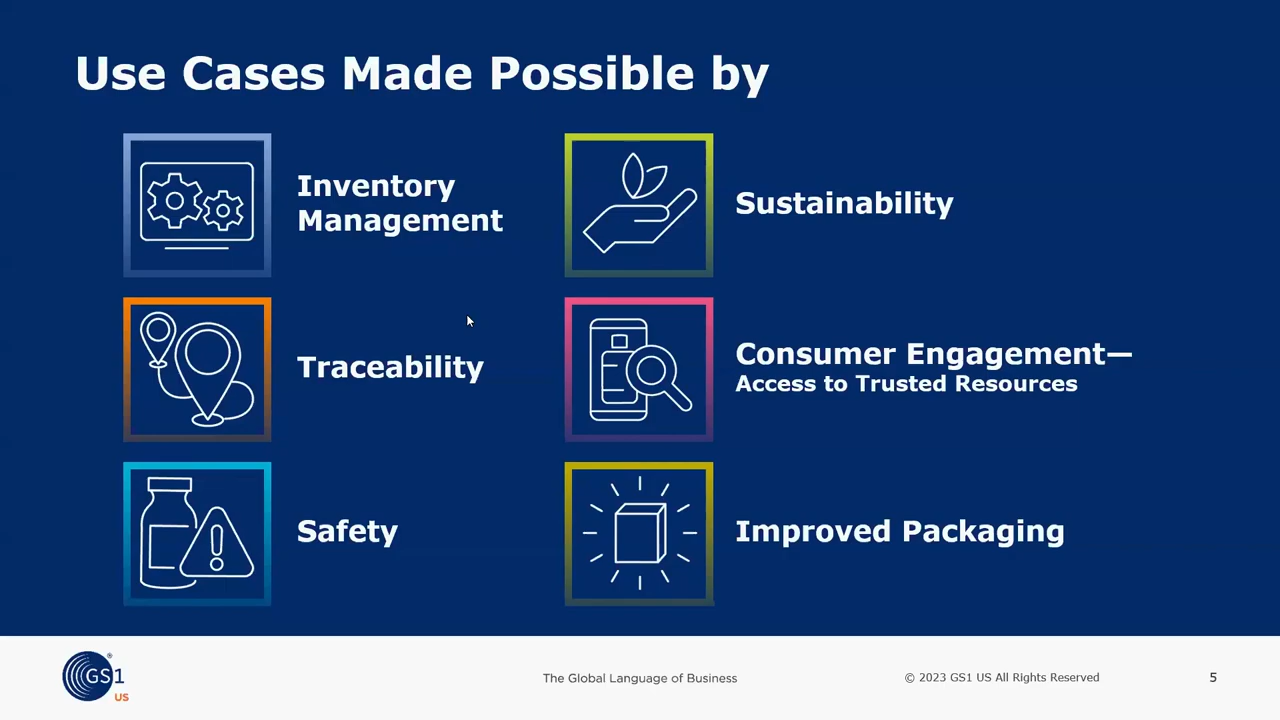 Use Cases Made Possible by
Inventory
Management
Sustainability
Traceability
Consumer Engagement—
Access to Trusted Resources
Safety
Improved Packaging
GS1®
US
The Global Language of Business
© 2023 GS1 US All Rights Reserved
5